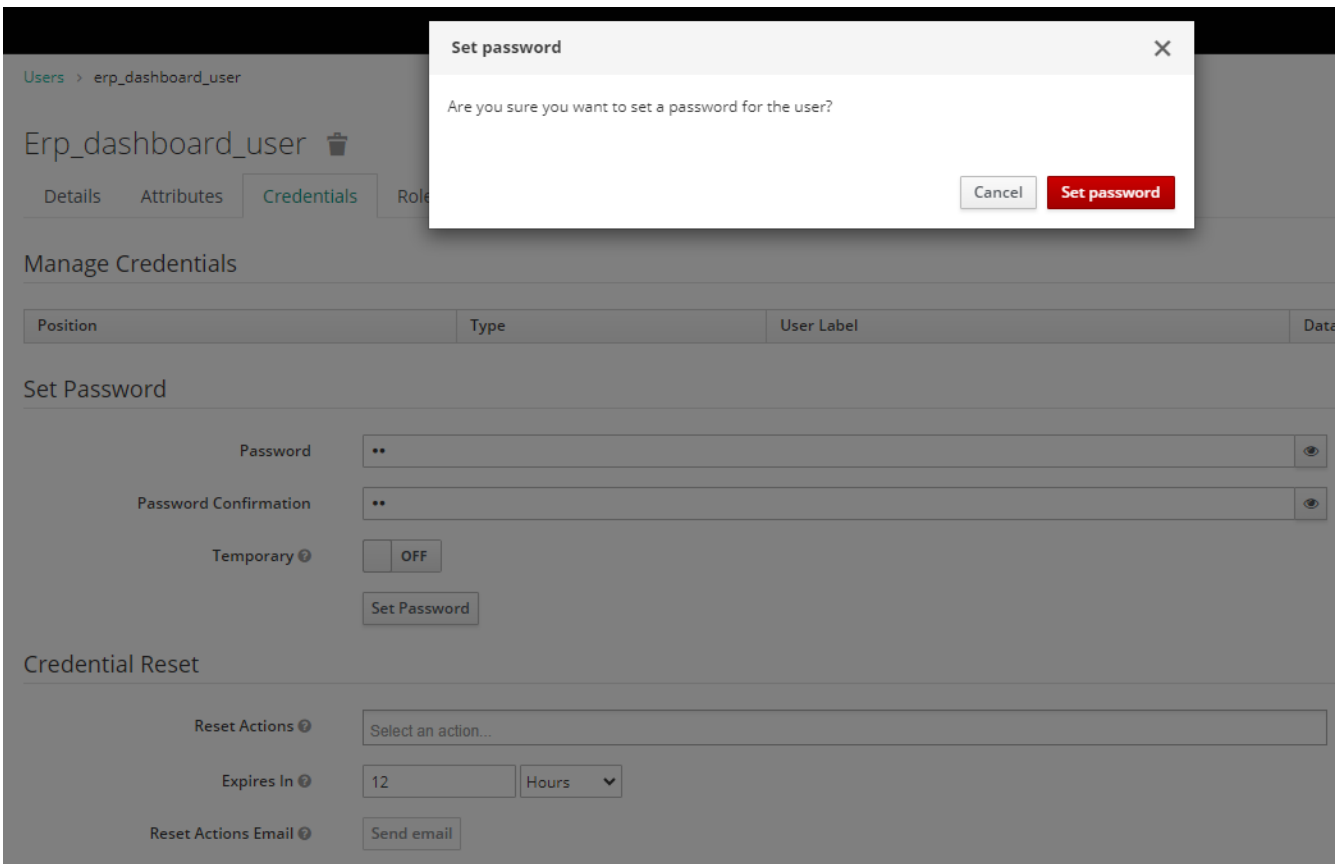 Set password
Are you sure you want to set a password for the user?
Cancel Set password
Users > erp_dashboard_user
Erp_dashboard_user
Details Attributes Credentials Role
Manage Credentials
Position Type User Label Data
Set Password
Password ••
Password Confirmation ••
Temporary OFF
Set Password
Credential Reset
Reset Actions Select an action...
Expires In 12 Hours
Reset Actions Email Send email